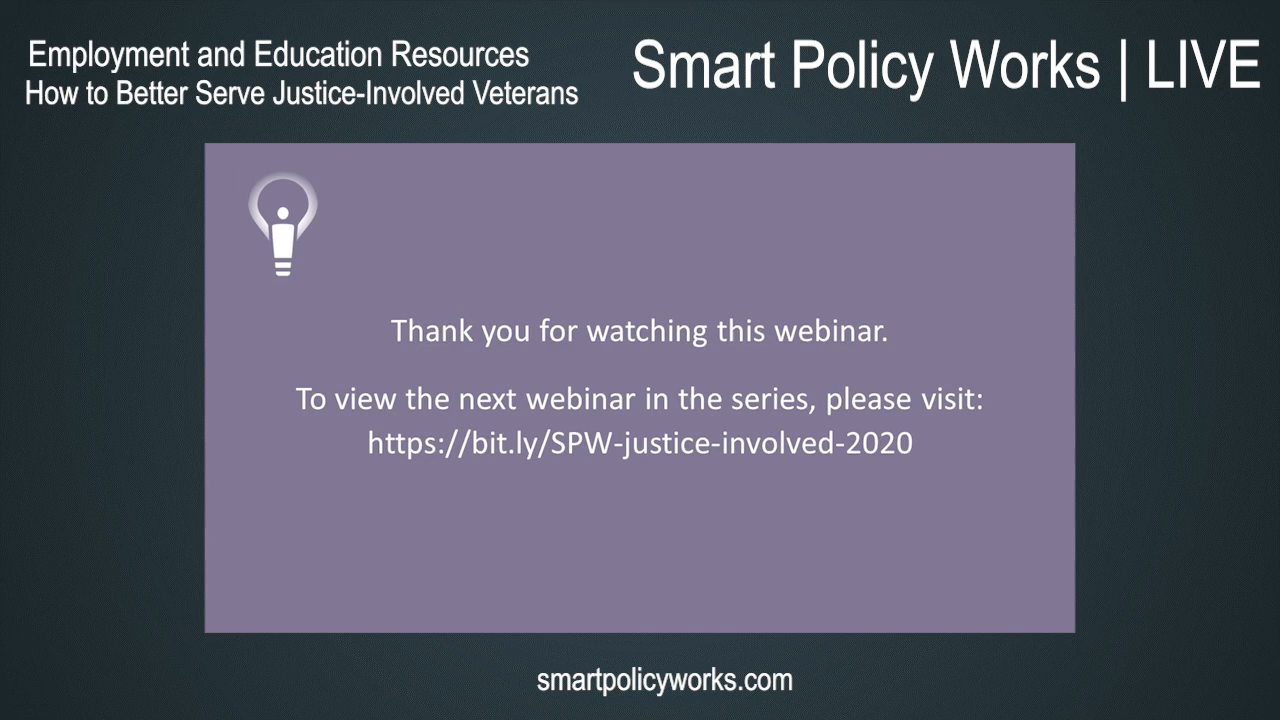 Employment and Education Resources
How to Better Serve Justice-Involved Veterans
Smart Policy Works | LIVE
Thank you for watching this webinar.
To view the next webinar in the series, please visit:
https://bit.ly/SPW-justice-involved-2020
smartpolicyworks.com